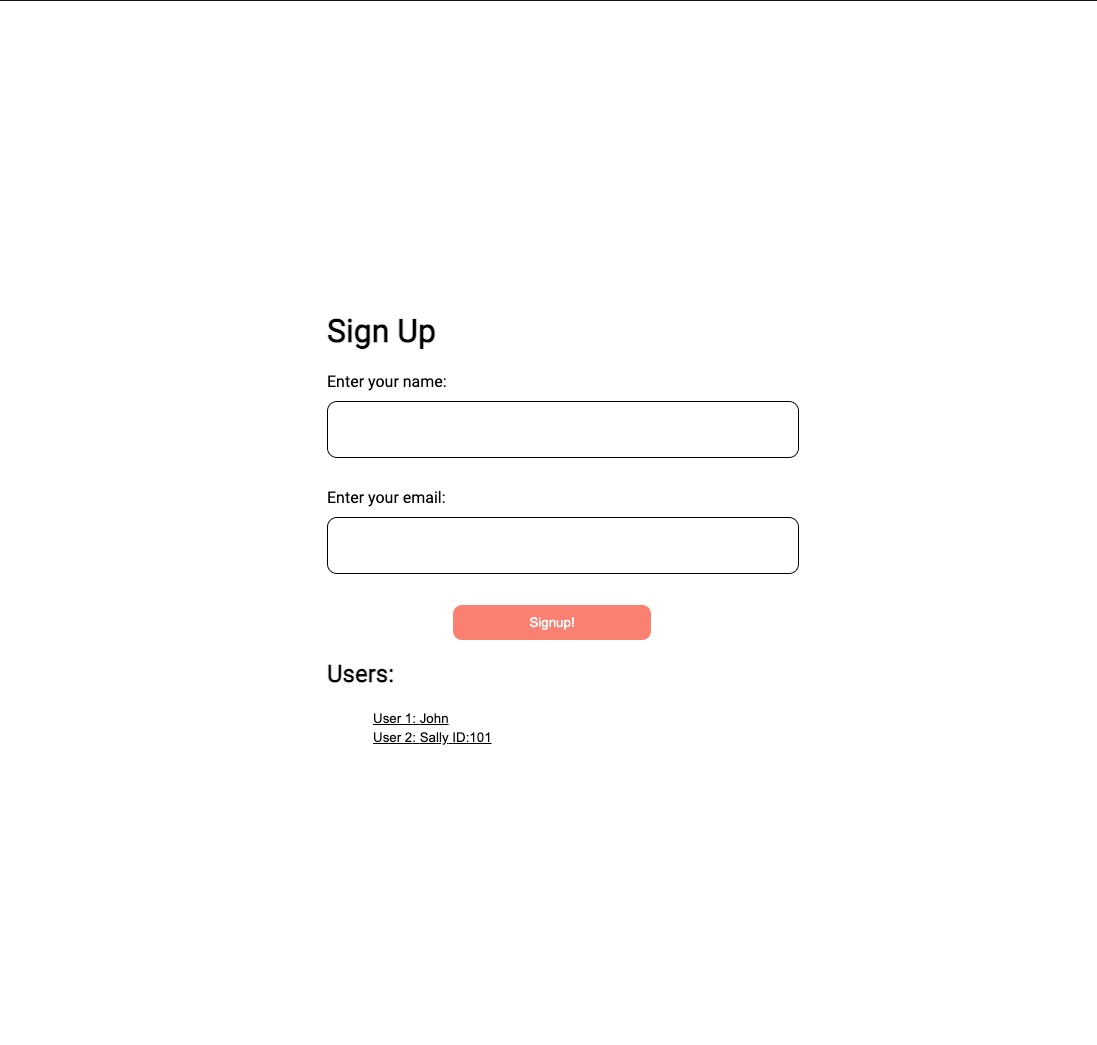 Sign Up
Enter your name:
Enter your email:
Signup!
Users:
User 1: John
User 2: Sally ID:101